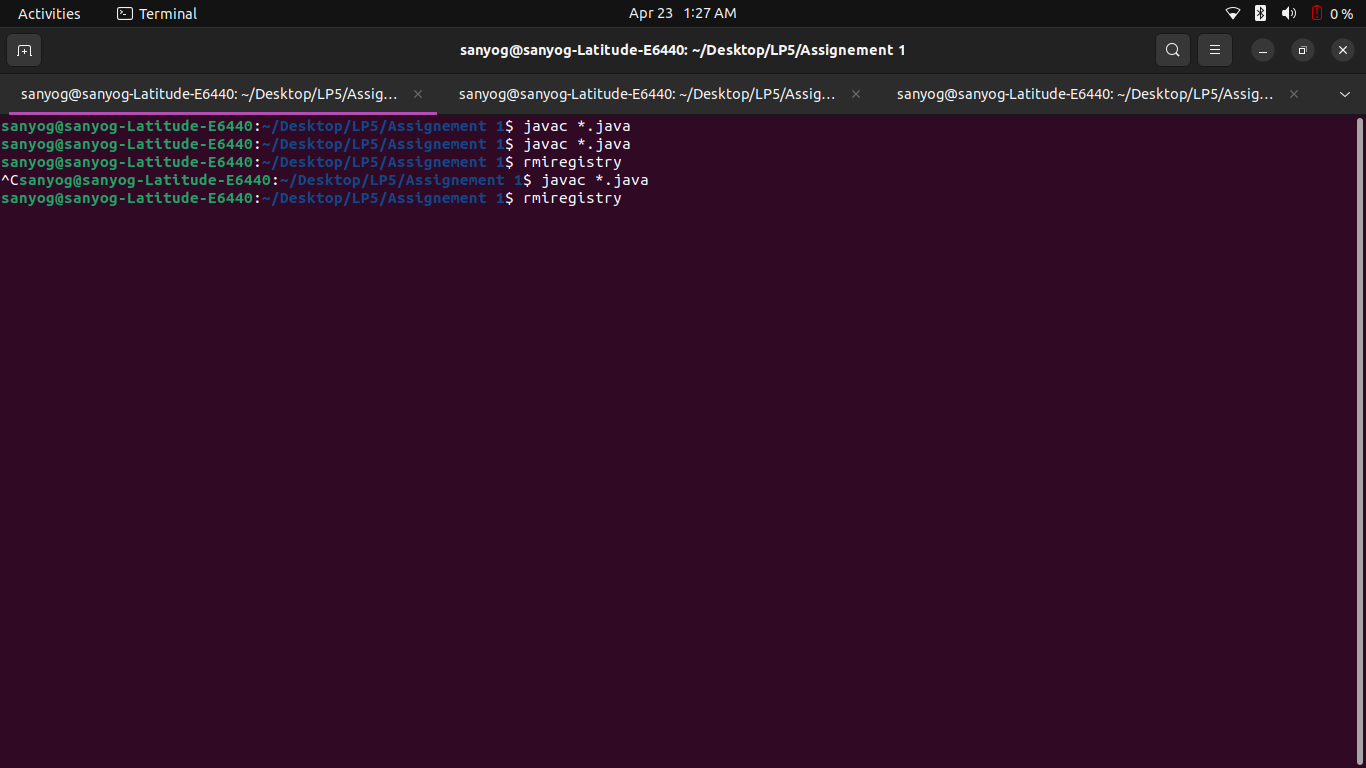 Activities Terminal Apr 23 1:27 AM 0 %
sanyog@sanyog-Latitude-E6440: ~/Desktop/LP5/Assignement 1
sanyog@sanyog-Latitude-E6440: ~/Desktop/LP5/Assig... sanyog@sanyog-Latitude-E6440: ~/Desktop/LP5/Assig... sanyog@sanyog-Latitude-E6440: ~/Desktop/LP5/Assig...
sanyog@sanyog-Latitude-E6440:~/Desktop/LP5/Assignement 1$ javac *.java
sanyog@sanyog-Latitude-E6440:~/Desktop/LP5/Assignement 1$ javac *.java
sanyog@sanyog-Latitude-E6440:~/Desktop/LP5/Assignement 1$ rmiregistry
^Csanyog@sanyog-Latitude-E6440:~/Desktop/LP5/Assignement 1$ javac *.java
sanyog@sanyog-Latitude-E6440:~/Desktop/LP5/Assignement 1$ rmiregistry